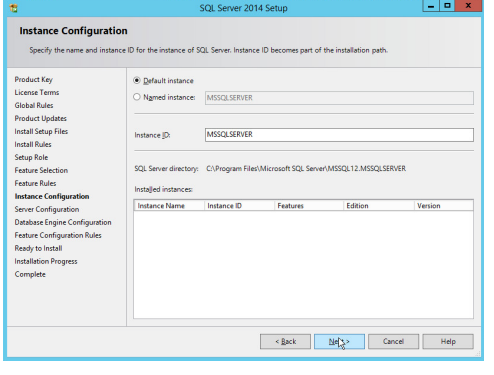 SQL Server 2014 Setup
Instance Configuration
Specify the name and instance ID for the instance of SQL Server. Instance ID becomes part of the installation path.
Product Key
License Terms
Global Rules
Product Updates
Install Setup Files
Install Rules
Setup Role
Feature Selection
Feature Rules
Instance Configuration
Server Configuration
Database Engine Configuration
Feature Configuration Rules
Ready to Install
Installation Progress
Complete
Default instance
Named instance: MSSQLSERVER
Instance ID: MSSQLSERVER
SQL Server directory: C:\Program Files\Microsoft SQL Server\MSSQL12.MSSQLSERVER
Installed instances:
Instance Name Instance ID Features Edition Version
< Back Next > Cancel Help